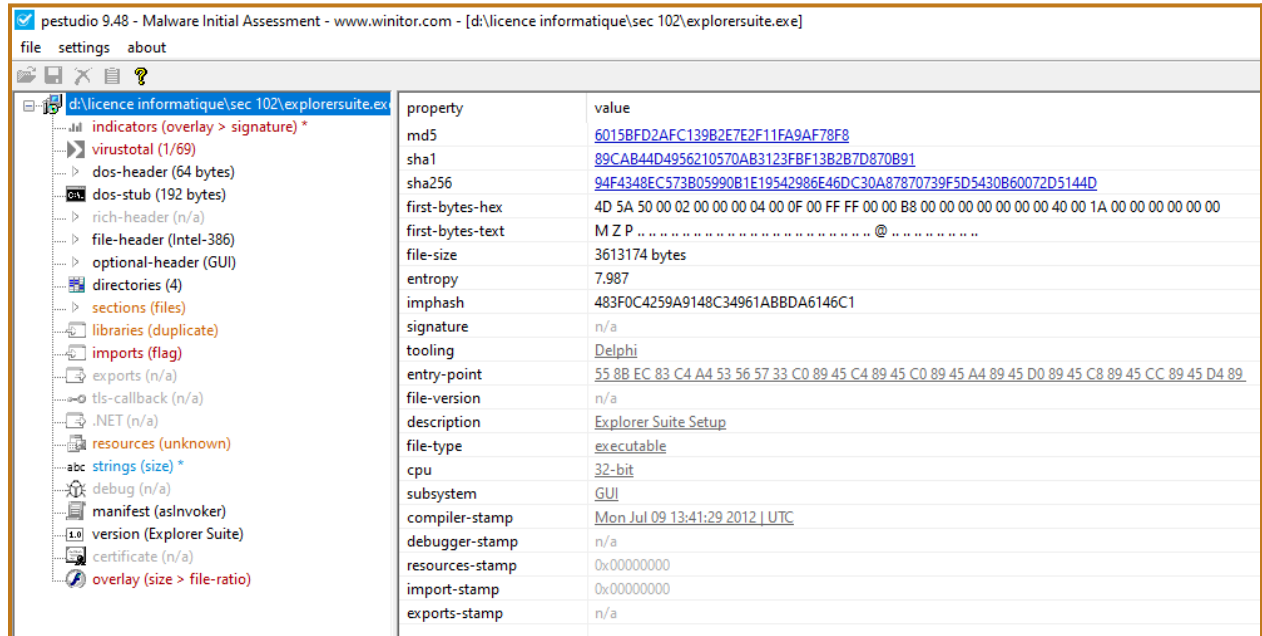 pestudio 9.48 - Malware Initial Assessment - www.winitor.com - [d:\licence informatique\sec 102\explorersuite.exe]
file settings about
d:\licence informatique\sec 102\explorersuite.ex
indicators (overlay > signature) *
virustotal (1/69)
dos-header (64 bytes)
dos-stub (192 bytes)
rich-header (n/a)
file-header (Intel-386)
optional-header (GUI)
directories (4)
sections (files)
libraries (duplicate)
imports (flag)
exports (n/a)
tls-callback (n/a)
.NET (n/a)
resources (unknown)
abc strings (size) *
debug (n/a)
manifest (asInvoker)
1.0 version (Explorer Suite)
certificate (n/a)
overlay (size > file-ratio)
property value
md5 6015BFD2AFC139B2E7E2F11FA9AF78F8
sha1 89CAB44D4956210570AB3123FBF13B2B7D870B91
sha256 94F4348EC573B05990B1E19542986E46DC30A87870739F5D5430B60072D5144D
first-bytes-hex 4D 5A 50 00 02 00 00 00 04 00 0F 00 FF FF 00 00 B8 00 00 00 00 00 00 00 40 00 1A 00 00 00 00 00
first-bytes-text M Z P .. .. .. .. .. .. .. .. .. .. .. .. .. .. .. .. .. .. .. .. .. @ .. .. .. .. .. .. ..
file-size 3613174 bytes
entropy 7.987
imphash 483F0C4259A9148C34961ABBDA6146C1
signature n/a
tooling Delphi
entry-point 55 8B EC 83 C4 A4 53 56 57 33 C0 89 45 C4 89 45 C0 89 45 A4 89 45 D0 89 45 C8 89 45 CC 89 45 D4 89
file-version n/a
description Explorer Suite Setup
file-type executable
cpu 32-bit
subsystem GUI
compiler-stamp Mon Jul 09 13:41:29 2012 | UTC
debugger-stamp n/a
resources-stamp 0x00000000
import-stamp 0x00000000
exports-stamp n/a